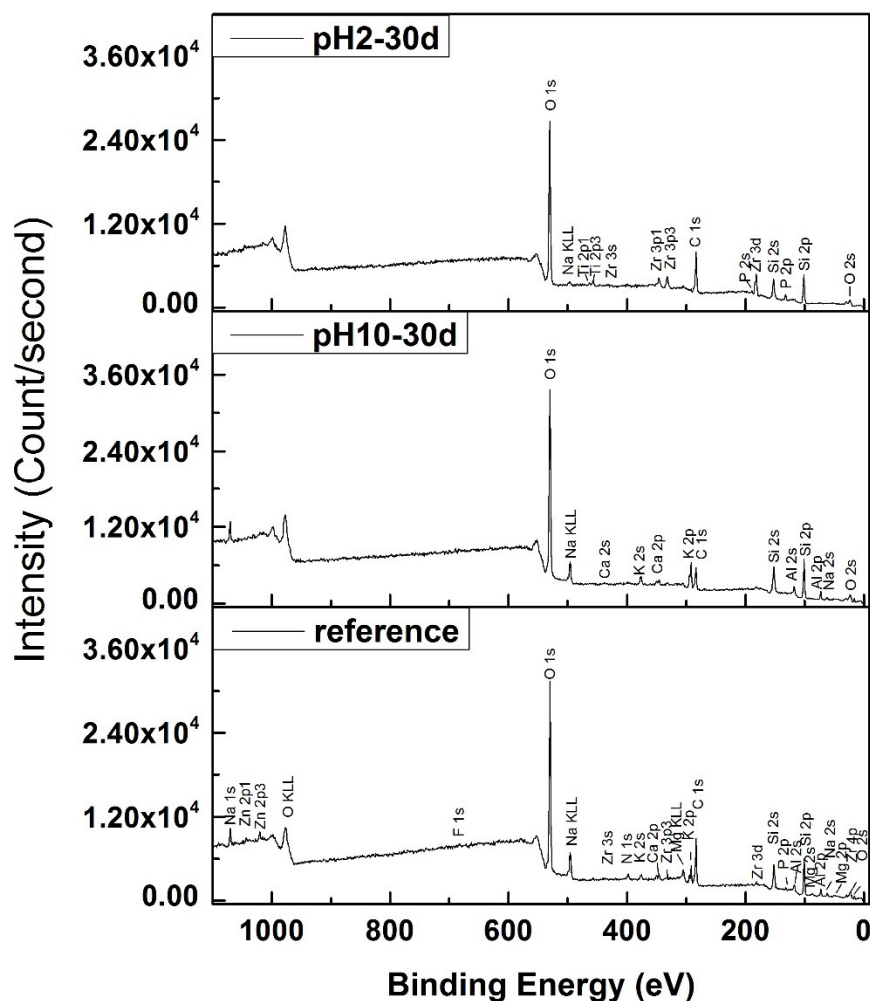 pH2-30d
3.60x10⁴
2.40x10⁴
1.20x10⁴
0.00
O 1s
Na KLL
Ti 2p1
Ti 2p3
Zr 3s
Zr 3p1
Zr 3p3
C 1s
P 2s
Zr 3d
Si 2s
P 2p
Si 2p
O 2s
pH10-30d
3.60x10⁴
2.40x10⁴
1.20x10⁴
0.00
O 1s
Na KLL
Ca 2s
K 2s
Ca 2p
K 2p
C 1s
Si 2s
Al 2s
Si 2p
Al 2p
Na 2s
O 2s
reference
3.60x10⁴
2.40x10⁴
1.20x10⁴
0.00
Na 1s
Zn 2p1
Zn 2p3
O KLL
F 1s
O 1s
Na KLL
Zr 3s
N 1s
K 2s
Ca 2p
Zr 3p3
Mg KLL
K 2p
C 1s
Zr 3d
Si 2s
P 2p
Al 2s
Si 2p
Mg 2s
Al 2p
Na 2s
Mg 2p
Zr 4p
O 2s
1000 800 600 400 200 0
Intensity (Count/second)
Binding Energy (eV)